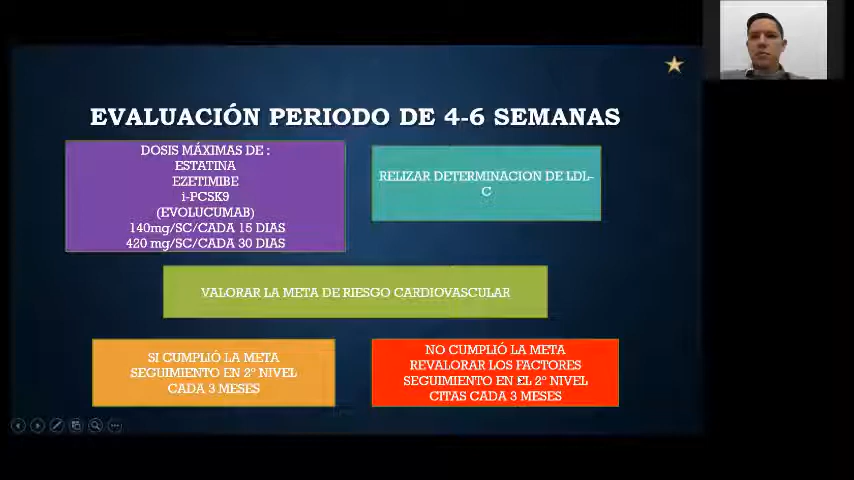 EVALUACIÓN PERIODO DE 4-6 SEMANAS
DOSIS MÁXIMAS DE :
ESTATINA
EZETIMIBE
i-PCSK9
(EVOLUCUMAB)
140mg/SC/CADA 15 DIAS
420 mg/SC/CADA 30 DIAS
RELIZAR DETERMINACION DE LDL-
C
VALORAR LA META DE RIESGO CARDIOVASCULAR
SI CUMPLIÓ LA META
SEGUIMIENTO EN 2º NIVEL
CADA 3 MESES
NO CUMPLIÓ LA META
REVALORAR LOS FACTORES
SEGUIMIENTO EN EL 2º NIVEL
CITAS CADA 3 MESES